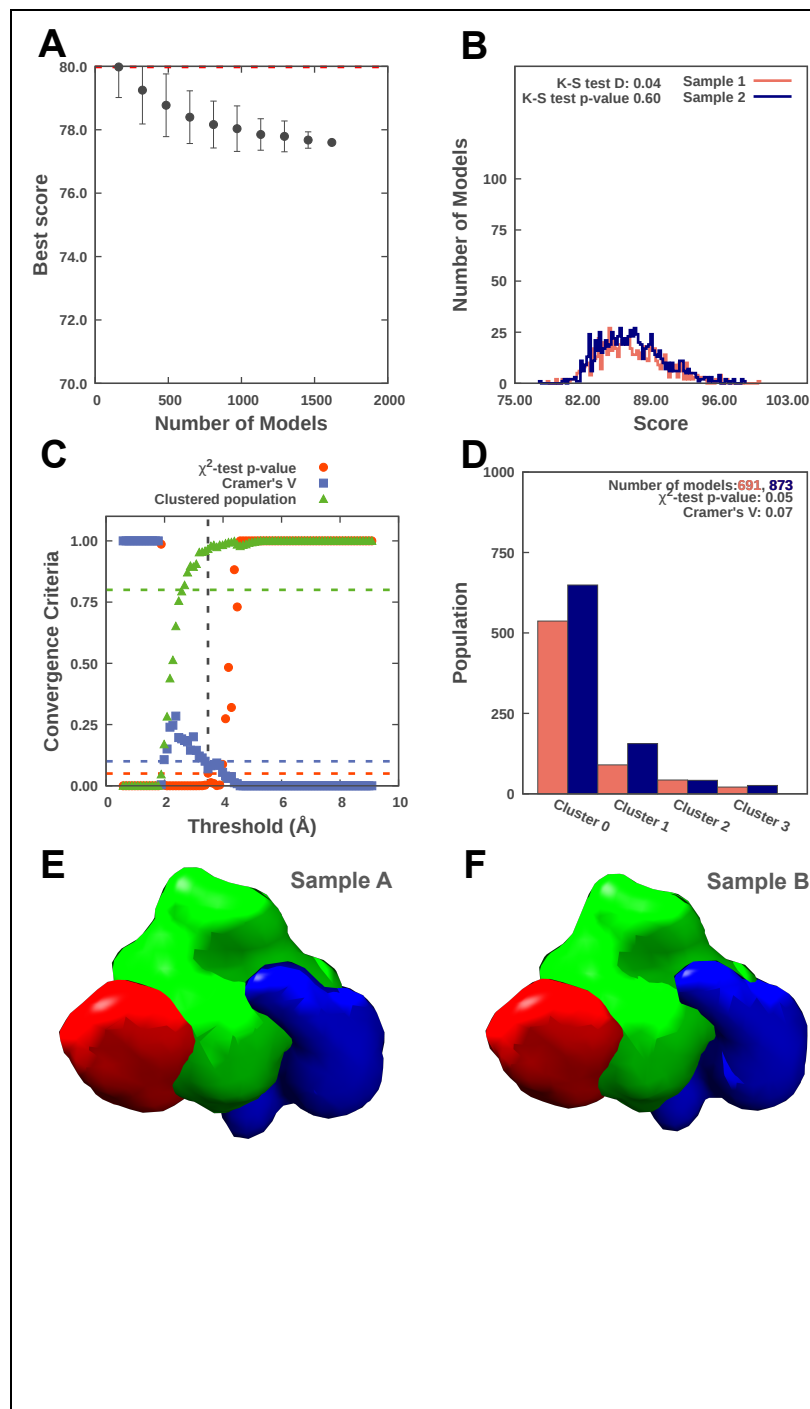 A
80.0
78.0
76.0
74.0
72.0
70.0
Best score
0
500
1000
1500
2000
Number of Models
B
K-S test D: 0.04
K-S test p-value 0.60
Sample 1
Sample 2
100
75
50
25
0
Number of Models
75.00
82.00
89.00
96.00
103.00
Score
C
χ²-test p-value
Cramer's V
Clustered population
1.00
0.75
0.50
0.25
0.00
Convergence Criteria
0
2
4
6
8
10
Threshold (Å)
D
Number of models:691, 873
χ²-test p-value: 0.05
Cramer's V: 0.07
1000
750
500
250
0
Population
Cluster 0
Cluster 1
Cluster 2
Cluster 3
E
Sample A
F
Sample B